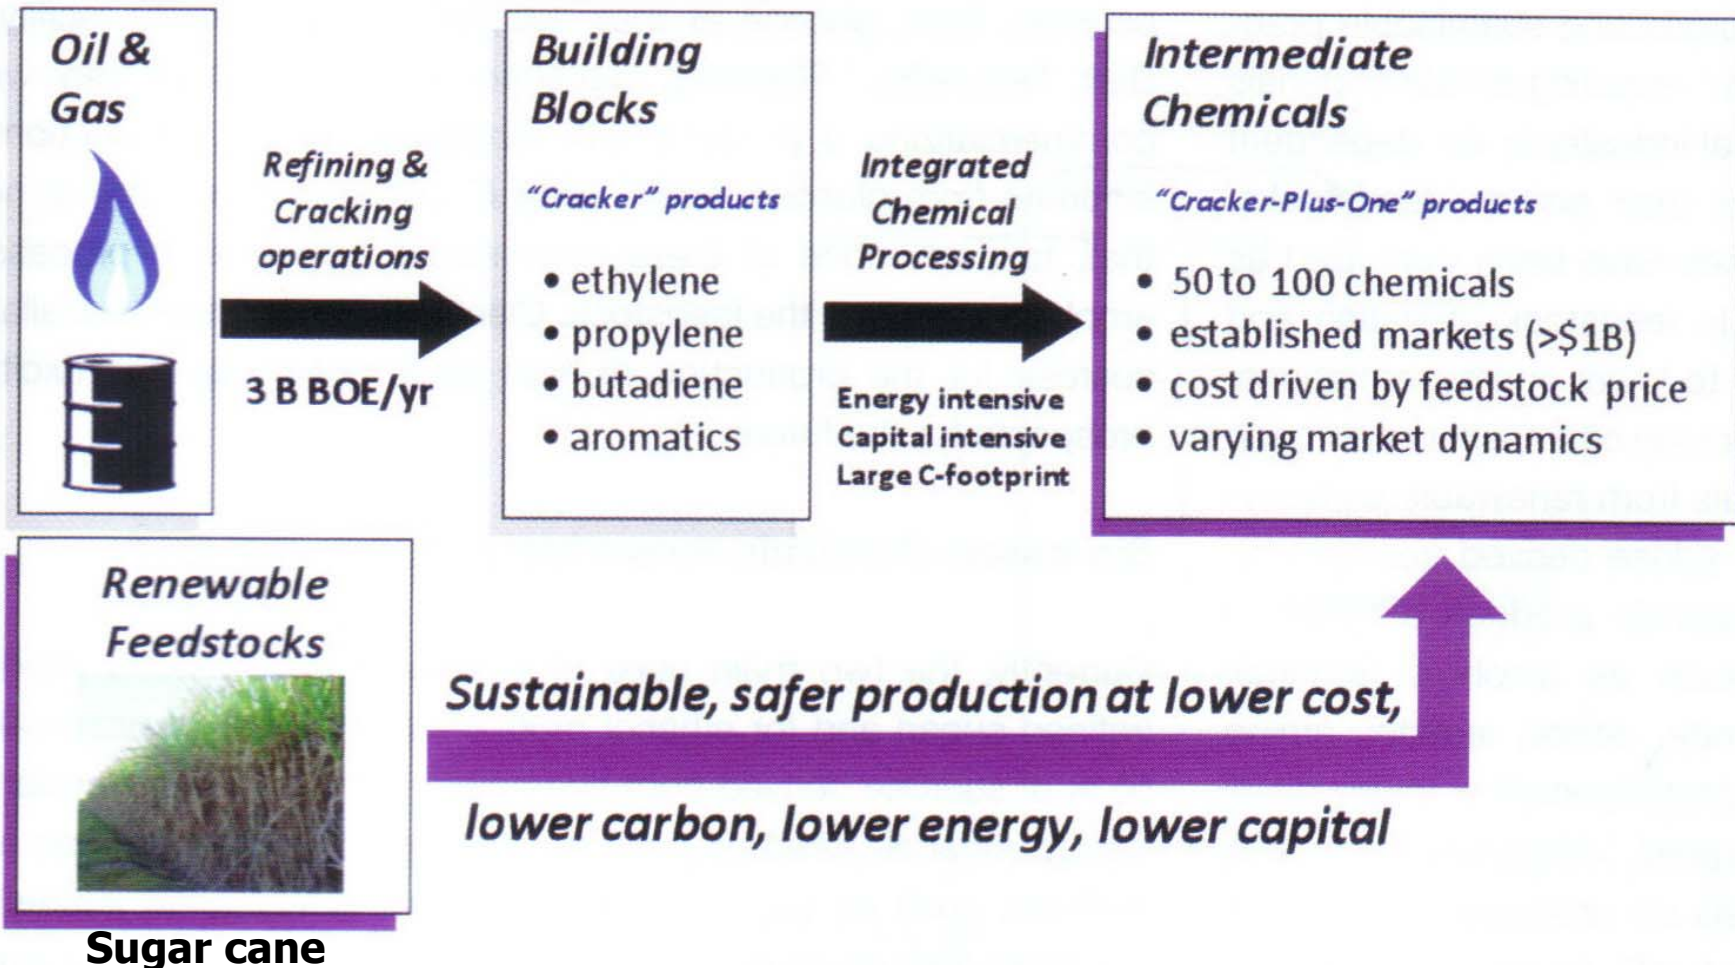 Oil &
Gas
Refining &
Cracking
operations
3 B BOE/yr
Building
Blocks
“Cracker” products
• ethylene
• propylene
• butadiene
• aromatics
Integrated
Chemical
Processing
Energy intensive
Capital intensive
Large C-footprint
Intermediate
Chemicals
“Cracker-Plus-One” products
• 50 to 100 chemicals
• established markets (>$1B)
• cost driven by feedstock price
• varying market dynamics
Renewable
Feedstocks
Sugar cane
Sustainable, safer production at lower cost,
lower carbon, lower energy, lower capital